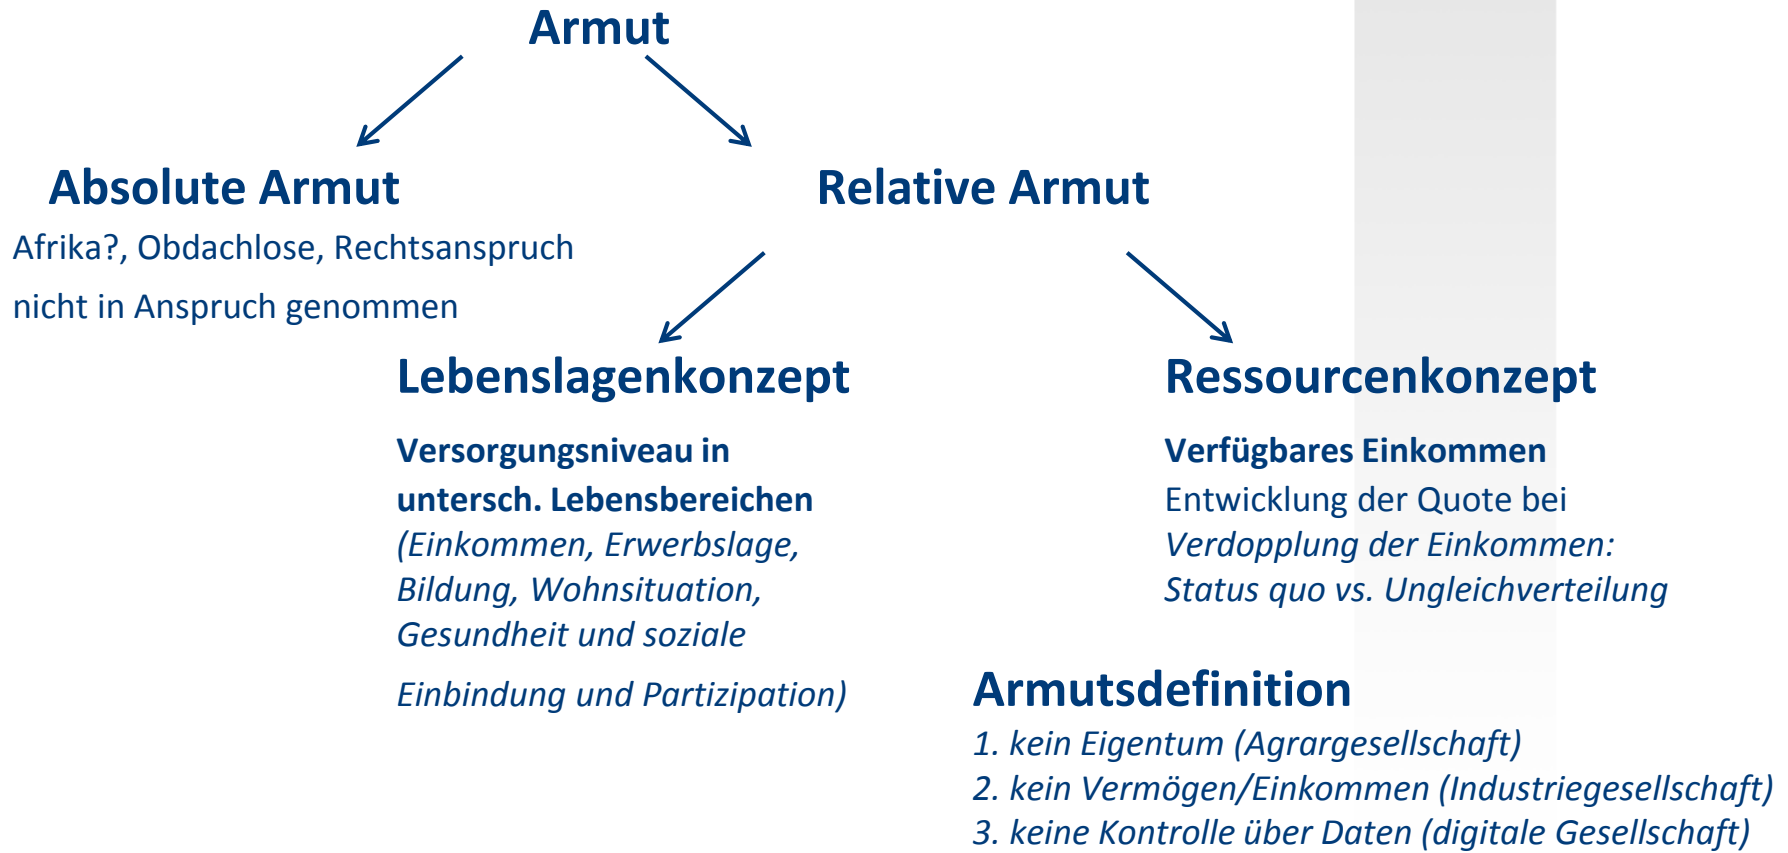 Armut
Absolute Armut
Afrika?, Obdachlose, Rechtsanspruch
nicht in Anspruch genommen
Relative Armut
Lebenslagenkonzept
Versorgungsniveau in
untersch. Lebensbereichen
(Einkommen, Erwerbslage,
Bildung, Wohnsituation,
Gesundheit und soziale
Einbindung und Partizipation)
Ressourcenkonzept
Verfügbares Einkommen
Entwicklung der Quote bei
Verdopplung der Einkommen:
Status quo vs. Ungleichverteilung
Armutsdefinition
1. kein Eigentum (Agrargesellschaft)
2. kein Vermögen/Einkommen (Industriegesellschaft)
3. keine Kontrolle über Daten (digitale Gesellschaft)